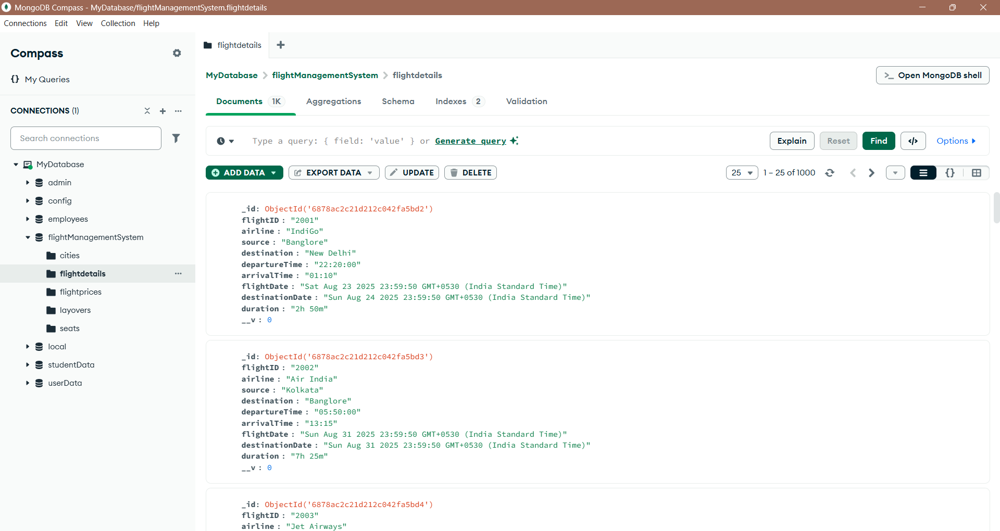 MongoDB Compass - MyDatabase/flightManagementSystem.flightdetails
Connections Edit View Collection Help
Compass
{} My Queries
CONNECTIONS (1)
Search connections
MyDatabase
admin
config
employees
flightManagementSystem
cities
flightdetails
flightprices
layovers
seats
local
studentData
userData
flightdetails
MyDatabase > flightManagementSystem > flightdetails
>_ Open MongoDB shell
Documents 1K Aggregations Schema Indexes 2 Validation
Type a query: { field: 'value' } or Generate query
Explain Reset Find </> Options
ADD DATA EXPORT DATA UPDATE DELETE
25 1 – 25 of 1000 {}
_id: ObjectId('6878ac2c21d212c042fa5bd2')
flightID : "2001"
airline : "IndiGo"
source : "Banglore"
destination : "New Delhi"
departureTime : "22:20:00"
arrivalTime : "01:10"
flightDate : "Sat Aug 23 2025 23:59:50 GMT+0530 (India Standard Time)"
destinationDate : "Sun Aug 24 2025 23:59:50 GMT+0530 (India Standard Time)"
duration : "2h 50m"
__v : 0
_id: ObjectId('6878ac2c21d212c042fa5bd3')
flightID : "2002"
airline : "Air India"
source : "Kolkata"
destination : "Banglore"
departureTime : "05:50:00"
arrivalTime : "13:15"
flightDate : "Sun Aug 31 2025 23:59:50 GMT+0530 (India Standard Time)"
destinationDate : "Sun Aug 31 2025 23:59:50 GMT+0530 (India Standard Time)"
duration : "7h 25m"
__v : 0
_id: ObjectId('6878ac2c21d212c042fa5bd4')
flightID : "2003"
airline : "Jet Airways"